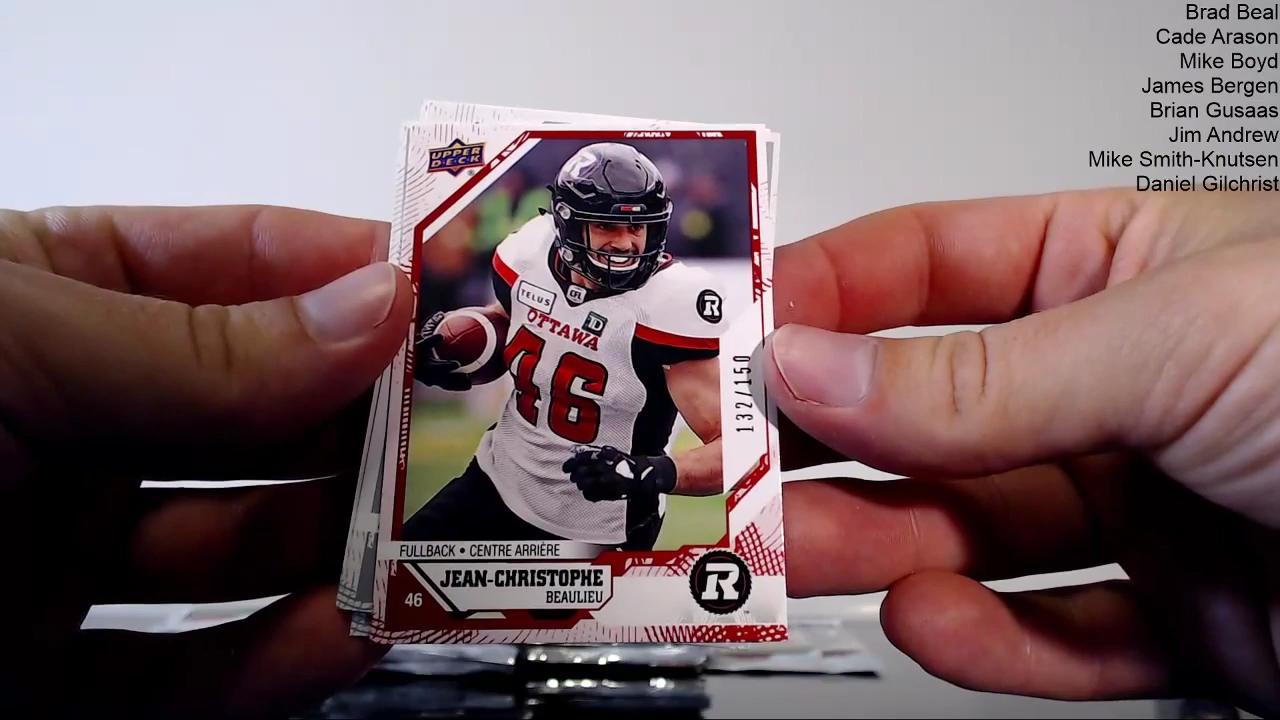 Brad Beal
Cade Arason
Mike Boyd
James Bergen
Brian Gusaas
Jim Andrew
Mike Smith-Knutsen
Daniel Gilchrist
UPPER
DECK
R
TELUS
R
TD
OTTAWA
46
132/150
FULLBACK • CENTRE ARRIÈRE
JEAN-CHRISTOPHE
BEAULIEU
46
R